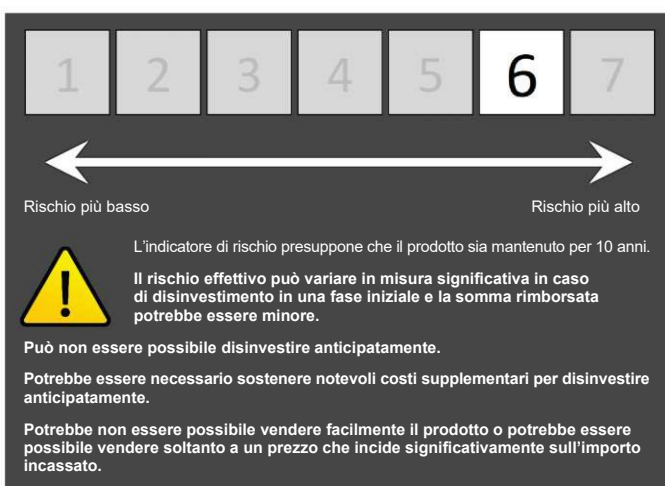 1 2 3 4 5 6 7
Rischio più basso Rischio più alto
L'indicatore di rischio presuppone che il prodotto sia mantenuto per 10 anni.
Il rischio effettivo può variare in misura significativa in caso
di disinvestimento in una fase iniziale e la somma rimborsata
potrebbe essere minore.
Può non essere possibile disinvestire anticipatamente.
Potrebbe essere necessario sostenere notevoli costi supplementari per disinvestire
anticipatamente.
Potrebbe non essere possibile vendere facilmente il prodotto o potrebbe essere
possibile vendere soltanto a un prezzo che incide significativamente sull'importo
incassato.